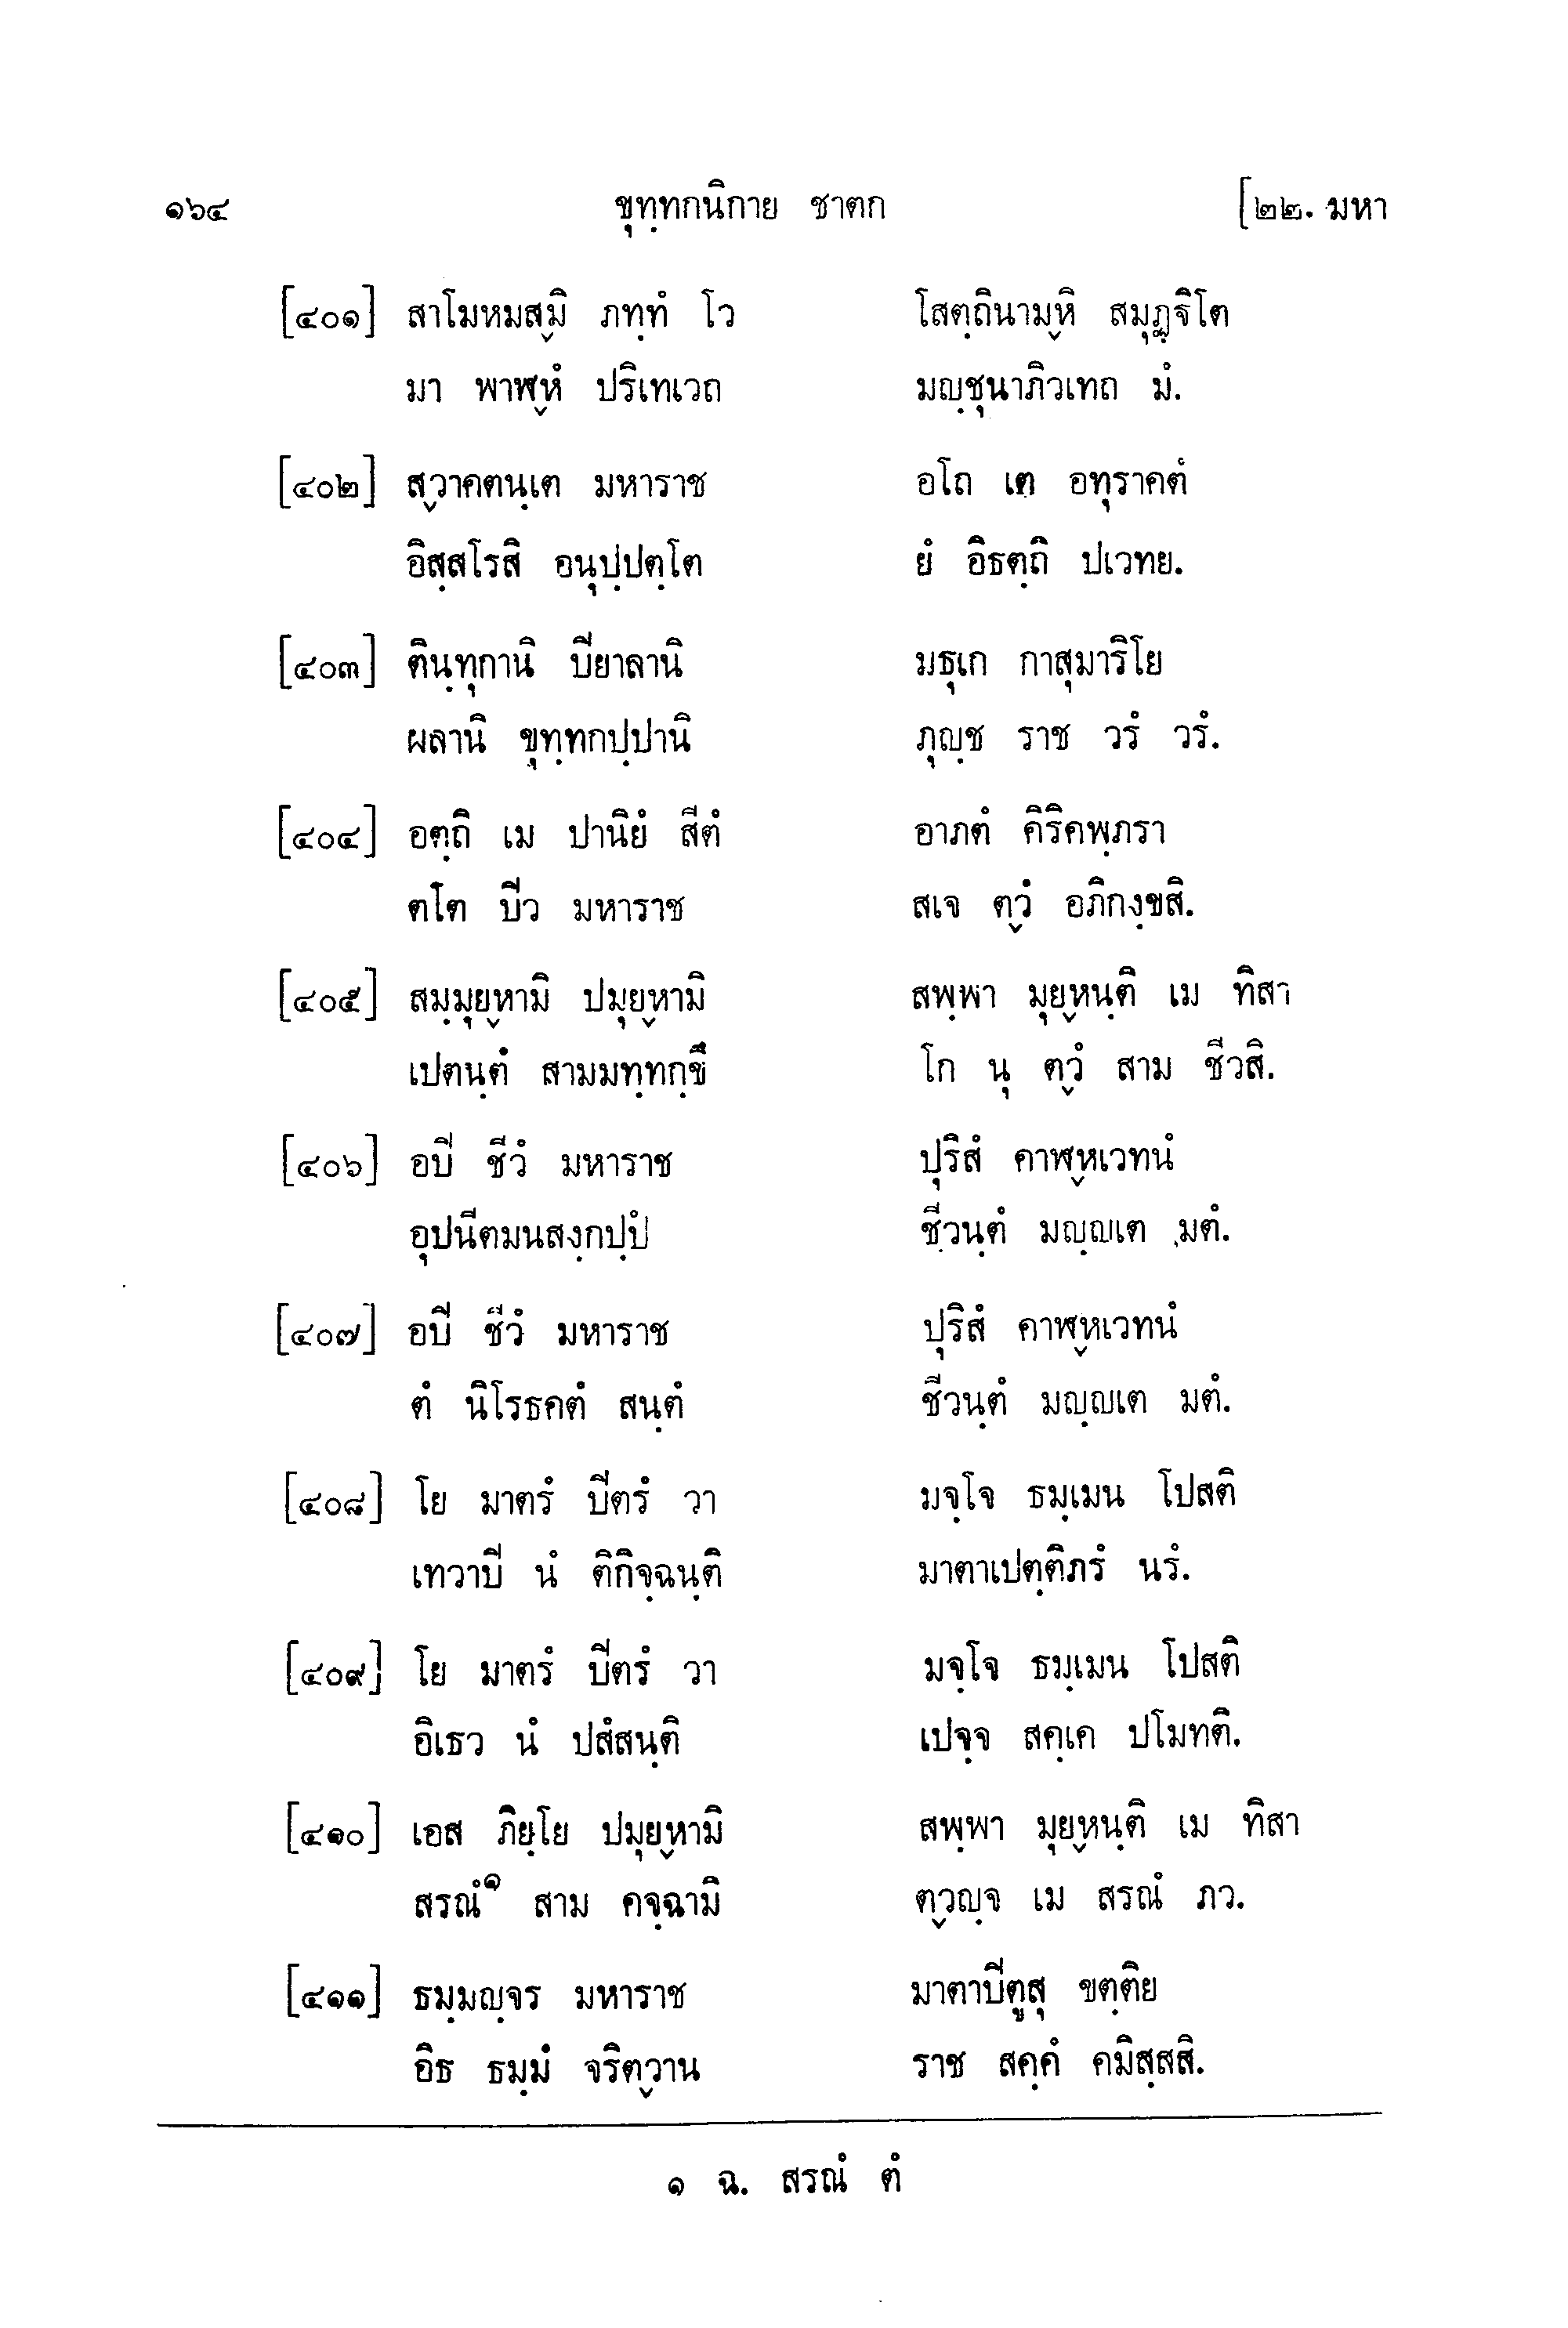 ๑๖๔ ขุทฺทกนิกาย ชาตก [๒๒. มหา
[๔๐๑] สาโมหมสฺมิ ภทฺทํ โว โสตฺถินามฺหิ สมุฏฺฐิโต
มา พาฬฺหํ ปริเทเวถ มญฺชุนาภิวเทถ มํ.
[๔๐๒] สฺวาคตนฺเต มหาราช อโถ เต อทุราคตํ
อิสฺสโรสิ อนุปฺปตฺโต ยํ อิธตฺถิ ปเวทย.
[๔๐๓] ตินฺทุกานิ ปิยาลานิ มธุเก กาสุมาริโย
ผลานิ ขุทฺทกปฺปานิ ภุญฺช ราช วรํ วรํ.
[๔๐๔] อตฺถิ เม ปานิยํ สีตํ อาภตํ คิริคพฺภรา
ตโต ปิว มหาราช สเจ ตฺวํ อภิกงฺขสิ.
[๔๐๕] สมฺมุยฺหามิ ปมุยฺหามิ สพฺพา มุยฺหนฺติ เม ทิสา
เปตนฺตํ สามมทฺทกฺขึ โก นุ ตฺวํ สาม ชีวสิ.
[๔๐๖] อปิ ชีวํ มหาราช ปุริสํ คาฬฺหเวทนํ
อุปนีตมนสงฺกปฺปํ ชีวนฺตํ มญฺญเต มตํ.
[๔๐๗] อปิ ชีวํ มหาราช ปุริสํ คาฬฺหเวทนํ
ตํ นิโรธคตํ สนฺตํ ชีวนฺตํ มญฺญเต มตํ.
[๔๐๘] โย มาตรํ ปิตรํ วา มจฺโจ ธมฺเมน โปสติ
เทวาปิ นํ ติกิจฺฉนฺติ มาตาเปตฺติภรํ นรํ.
[๔๐๙] โย มาตรํ ปิตรํ วา มจฺโจ ธมฺเมน โปสติ
อิเธว นํ ปสํสนฺติ เปจฺจ สคฺเค ปโมทติ.
[๔๑๐] เอส ภิยฺโย ปมุยฺหามิ สพฺพา มุยฺหนฺติ เม ทิสา
สรณํ๑ สาม คจฺฉามิ ตฺวญฺจ เม สรณํ ภว.
[๔๑๑] ธมฺมญฺจร มหาราช มาตาปิตูสุ ขตฺติย
อิธ ธมฺมํ จริตฺวาน ราช สคฺคํ คมิสฺสสิ.
๑ ฉ. สรณํ ตํ